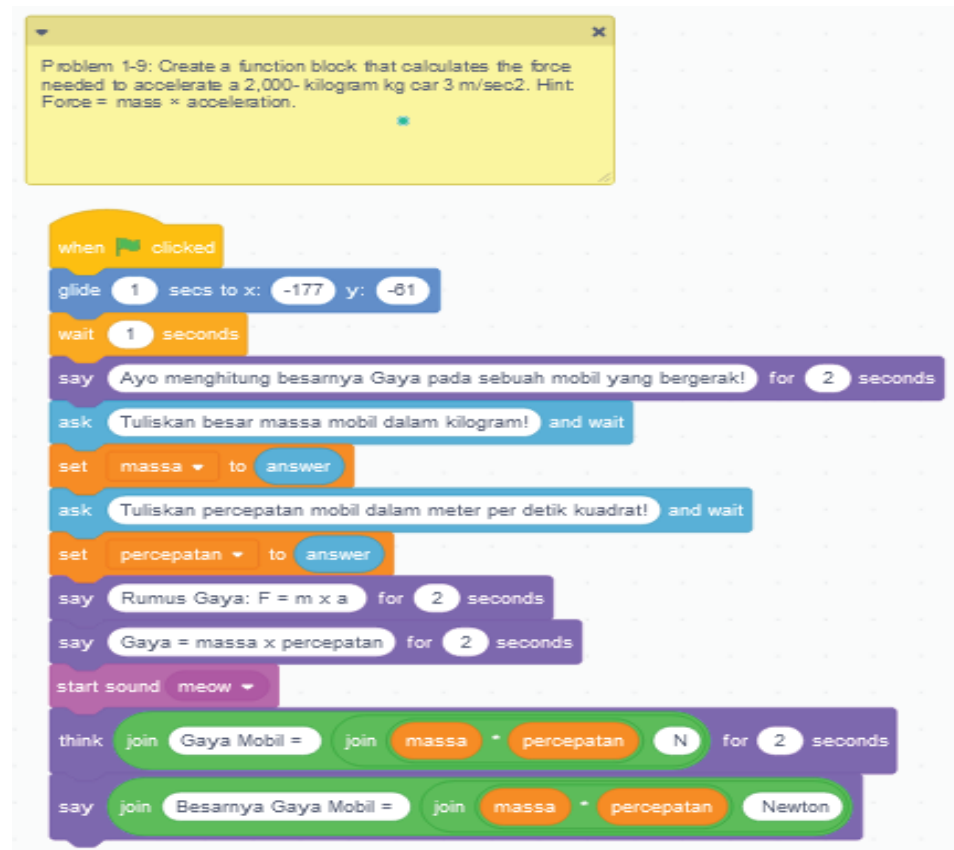 Problem 1-9: Create a function block that calculates the force
needed to accelerate a 2,000- kilogram kg car 3 m/sec2. Hint:
Force = mass × acceleration.
when clicked
glide 1 secs to x: -177 y: -61
wait 1 seconds
say Ayo menghitung besarnya Gaya pada sebuah mobil yang bergerak! for 2 seconds
ask Tuliskan besar massa mobil dalam kilogram! and wait
set massa to answer
ask Tuliskan percepatan mobil dalam meter per detik kuadrat! and wait
set percepatan to answer
say Rumus Gaya: F = m x a for 2 seconds
say Gaya = massa x percepatan for 2 seconds
start sound meow
think join Gaya Mobil = join massa * percepatan N for 2 seconds
say join Besarnya Gaya Mobil = join massa * percepatan Newton